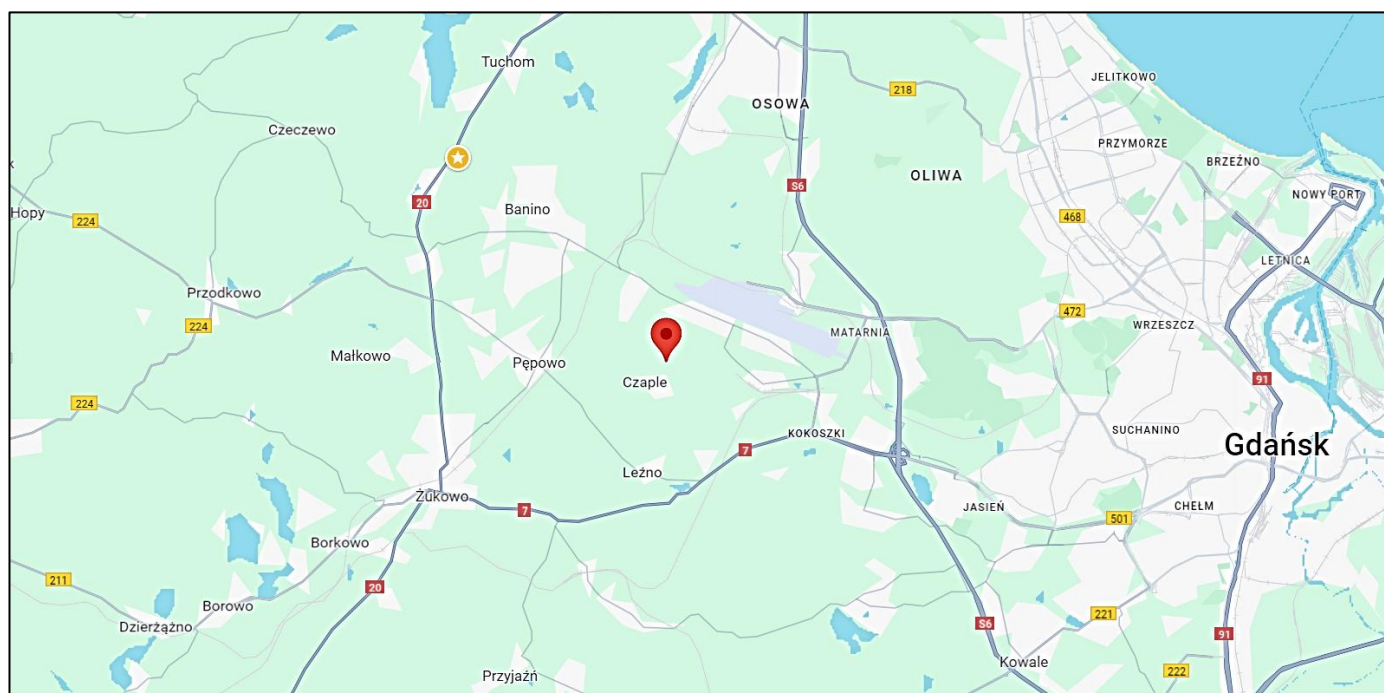 Tuchom
JELITKOWO
OSOWA
218
Czeczewo
PRZYMORZE
BRZEŹNO
OLIWA
S6
NOWY PORT
20
Hopy
Banino
224
468
LETNICA
Przodkowo
472
WRZESZCZ
224
MATARNIA
Małkowo
Pępowo
Czaple
91
224
KOKOSZKI
SUCHANINO
7
Gdańsk
Leźno
Żukowo
7
JASIEŃ
CHEŁM
501
Borkowo
211
20
Borowo
221
Dzierżążno
S6
91
Kowale
222
Przyjaźń